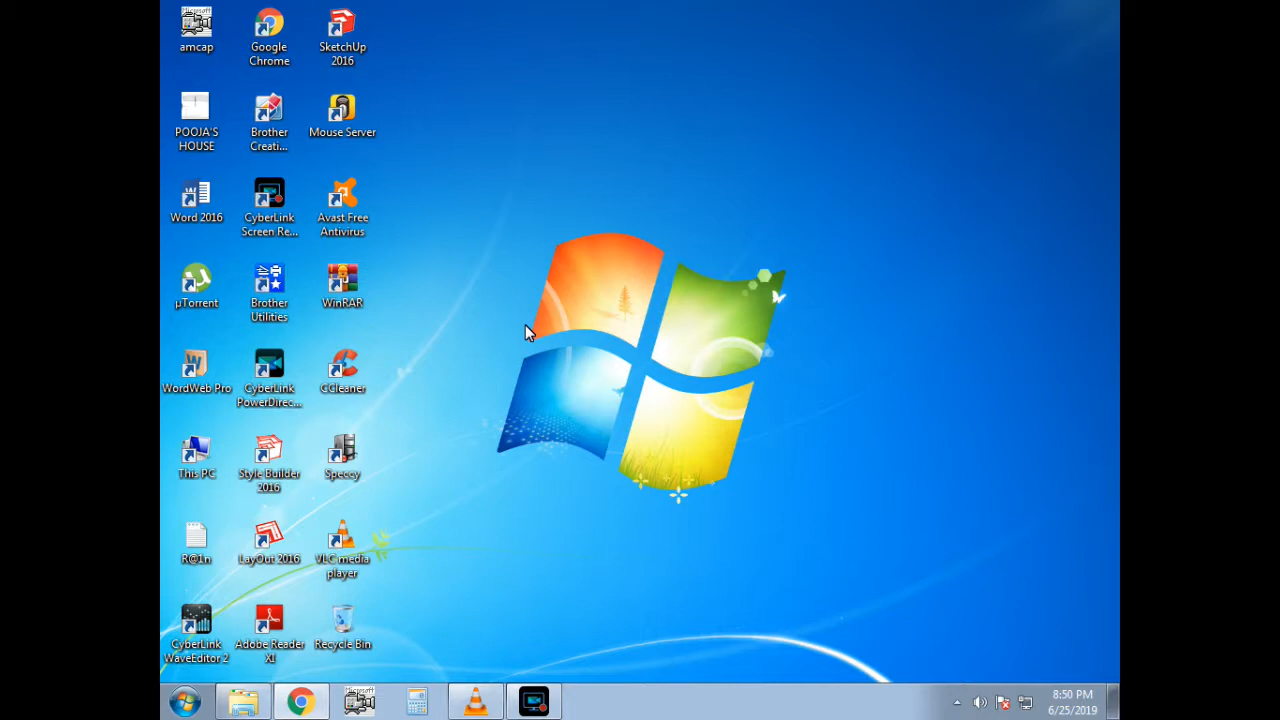 amcap
Google
Chrome
SketchUp
2016
POOJA'S
HOUSE
Brother
Creati...
Mouse Server
Word 2016
CyberLink
Screen Re...
Avast Free
Antivirus
µTorrent
Brother
Utilities
WinRAR
WordWeb Pro
CyberLink
PowerDirec...
CCleaner
This PC
Style Builder
2016
Speccy
R@1n
LayOut 2016
VLC media
player
CyberLink
WaveEditor 2
Adobe Reader
XI
Recycle Bin
Microsoft
8:50 PM
6/25/2019